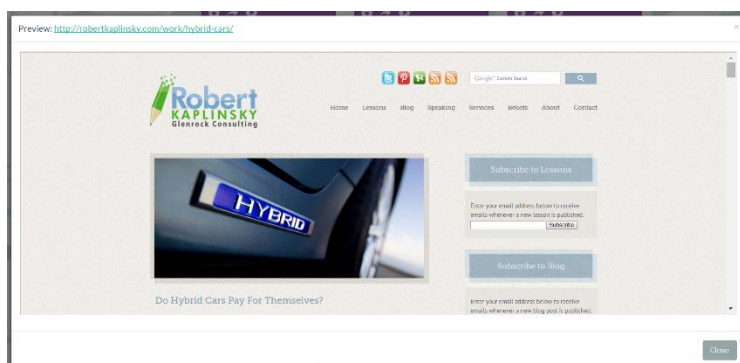 Preview: http://robertkaplinsky.com/work/hybrid-cars/
×
Robert
KAPLINSKY
Glenrock Consulting
Google™ Custom Search
Home Lessons Blog Speaking Services Beliefs About Contact
HYBRID
Subscribe to Lessons
Enter your email address below to receive
emails whenever a new lesson is published.
Subscribe
Subscribe to Blog
Do Hybrid Cars Pay For Themselves?
Enter your email address below to receive
emails whenever a new blog post is published.
Close